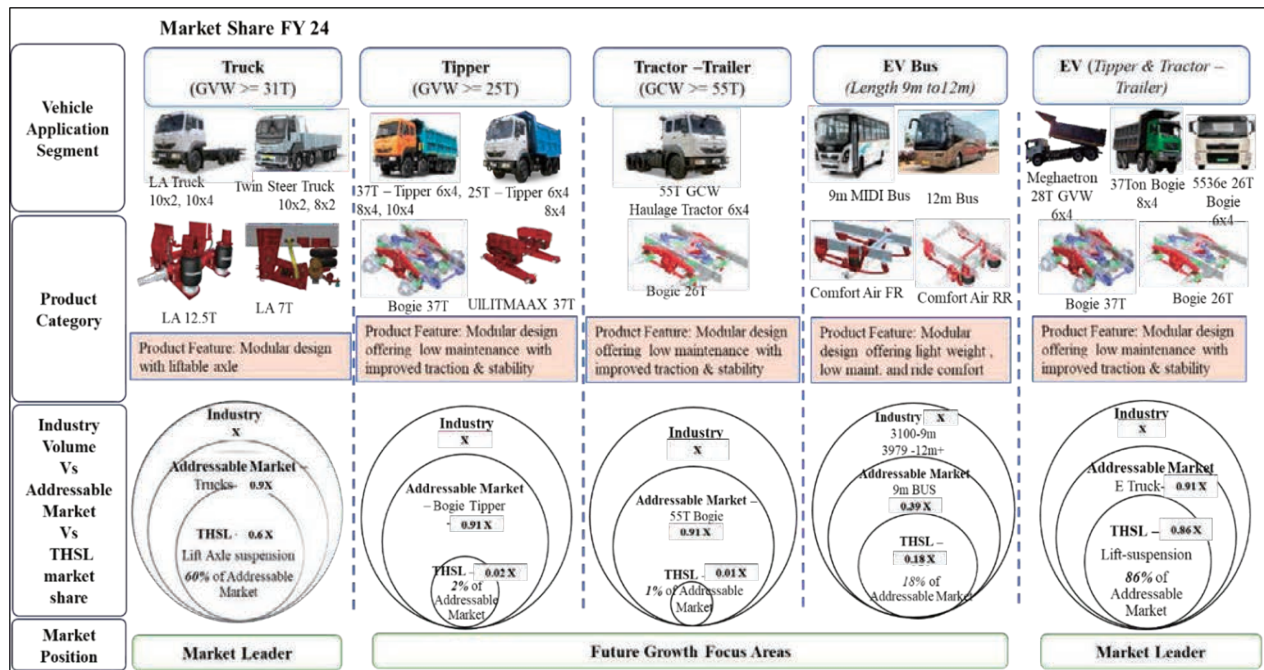 Market Share FY 24
Vehicle
Application
Segment
Truck
(GVW >= 31T)
LA Truck
10x2, 10x4
Twin Steer Truck
10x2, 8x2
Tipper
(GVW >= 25T)
37T – Tipper 6x4,
8x4, 10x4
25T – Tipper 6x4
8x4
Tractor –Trailer
(GCW >= 55T)
55T GCW
Haulage Tractor 6x4
EV Bus
(Length 9m to12m)
9m MIDI Bus
12m Bus
EV (Tipper & Tractor –
Trailer)
Meghaetron
28T GVW
6x4
37Ton Bogie
8x4
5536e 26T
Bogie
6x4
Product
Category
LA 12.5T
LA 7T
Product Feature: Modular design
with liftable axle
Bogie 37T
UlLITMAAX 37T
Product Feature: Modular design
offering low maintenance with
improved traction & stability
Bogie 26T
Product Feature: Modular design
offering low maintenance with
improved traction & stability
Comfort Air FR
Comfort Air RR
Product Feature: Modular
design offering light weight ,
low maint. and ride comfort
Bogie 37T
Bogie 26T
Product Feature: Modular design
offering low maintenance with
improved traction & stability
Industry
Volume
Vs
Addressable
Market
Vs
THSL
market
share
Industry
X
Addressable Market –
Trucks- 0.9X
THSL - 0.6X
Lift Axle suspension
60% of Addressable
Market
Industry
X
Addressable Market
– Bogie Tipper
- 0.91 X
THSL – 0.02 X
2% of
Addressable
Market
Industry
X
Addressable Market –
55T Bogie
0.91 X
THSL - 0.01 X
1% of Addressable
Market
Industry X
3100-9m
3979 -12m+
Addressable Market
9m BUS
0.39 X
THSL –
0.18 X
18% of
Addressable Market
Industry
X
Addressable Market
E Truck- 0.91 X
THSL – 0.86 X
Lift-suspension
86% of
Addressable
Market
Market
Position
Market Leader
Future Growth Focus Areas
Market Leader